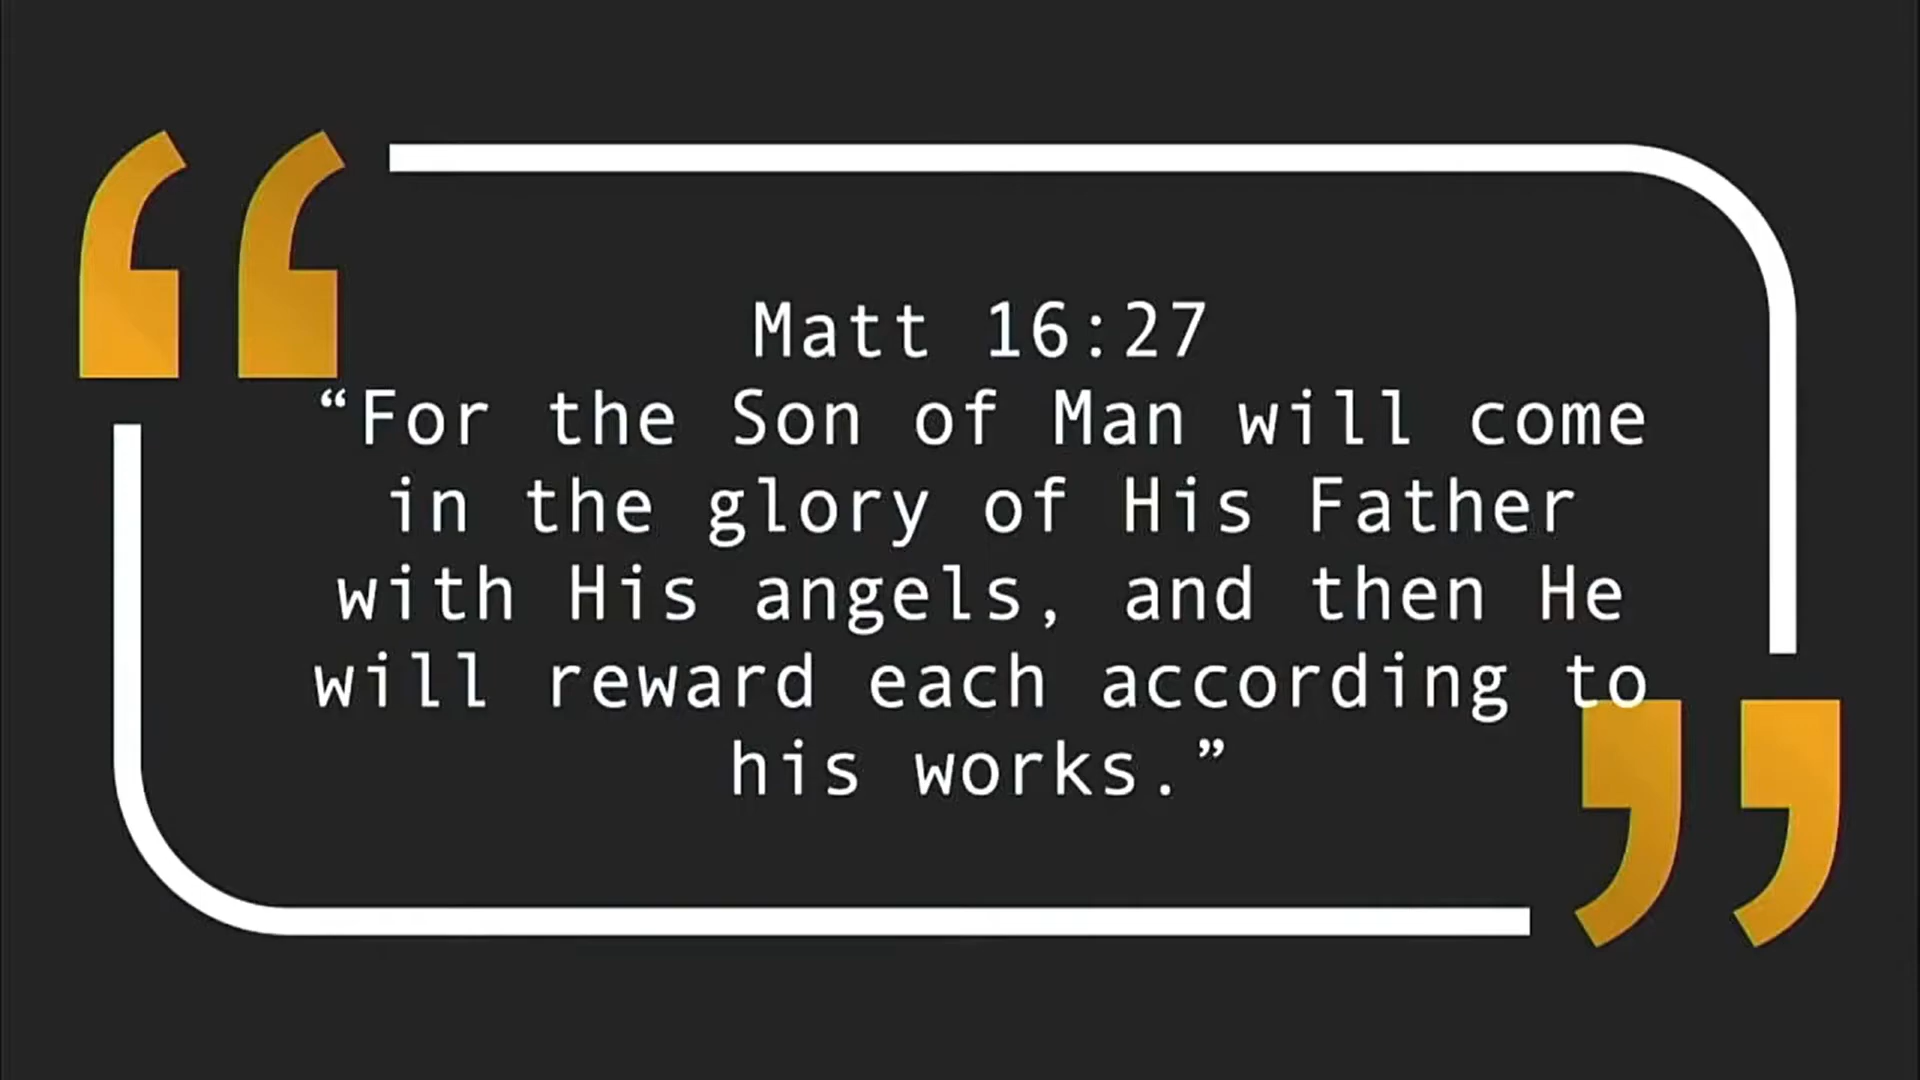 Matt 16:27
“For the Son of Man will come
in the glory of His Father
with His angels, and then He
will reward each according to
his works.”